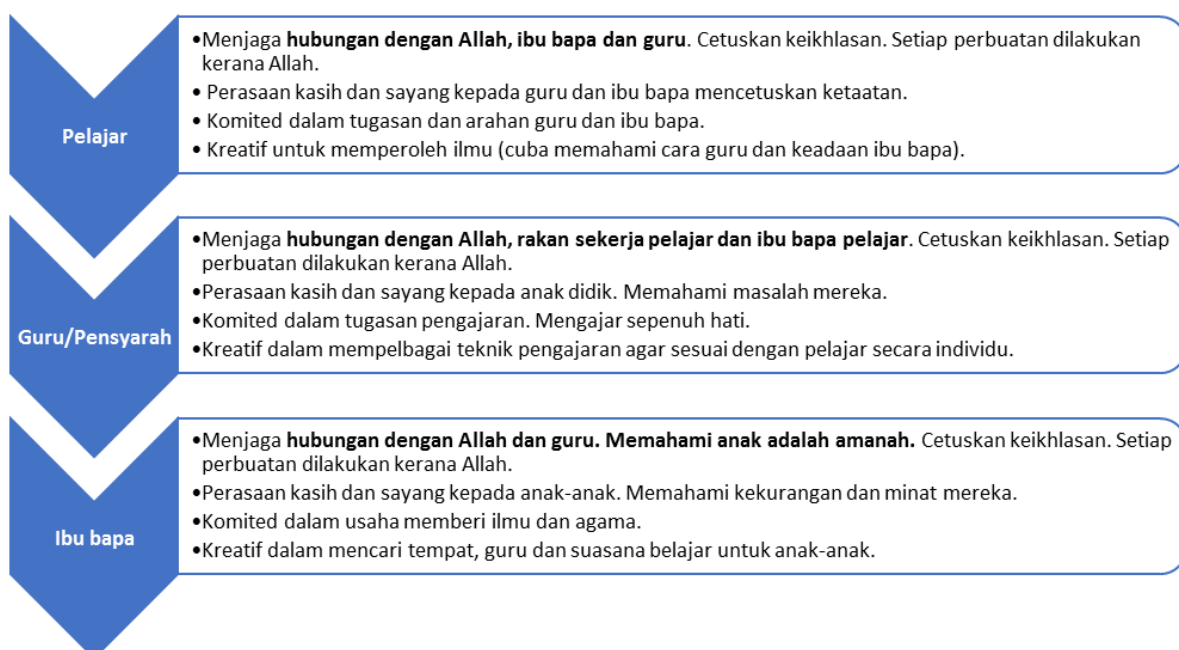 Pelajar
•Menjaga hubungan dengan Allah, ibu bapa dan guru. Cetuskan keikhlasan. Setiap perbuatan dilakukan
kerana Allah.
• Perasaan kasih dan sayang kepada guru dan ibu bapa mencetuskan ketaatan.
• Komited dalam tugasan dan arahan guru dan ibu bapa.
• Kreatif untuk memperoleh ilmu (cuba memahami cara guru dan keadaan ibu bapa).
Guru/Pensyarah
•Menjaga hubungan dengan Allah, rakan sekerja pelajar dan ibu bapa pelajar. Cetuskan keikhlasan. Setiap
perbuatan dilakukan kerana Allah.
•Perasaan kasih dan sayang kepada anak didik. Memahami masalah mereka.
•Komited dalam tugasan pengajaran. Mengajar sepenuh hati.
•Kreatif dalam mempelbagai teknik pengajaran agar sesuai dengan pelajar secara individu.
Ibu bapa
•Menjaga hubungan dengan Allah dan guru. Memahami anak adalah amanah. Cetuskan keikhlasan. Setiap
perbuatan dilakukan kerana Allah.
•Perasaan kasih dan sayang kepada anak-anak. Memahami kekurangan dan minat mereka.
•Komited dalam usaha memberi ilmu dan agama.
•Kreatif dalam mencari tempat, guru dan suasana belajar untuk anak-anak.